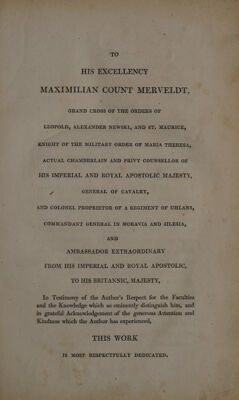 TO
HIS EXCELLENCY
MAXIMILIAN COUNT MERVELDT,
GRAND CROSS OF THE ORDERS OF
LEOPOLD, ALEXANDER NEWSKI, AND ST. MAURICE,
KNIGHT OF THE MILITARY ORDER OF MARIA THERESA,
ACTUAL CHAMBERLAIN AND PRIVY COUNSELLOR OF
HIS IMPERIAL AND ROYAL APOSTOLIC MAJESTY,
GENERAL OF CAVALRY,
AND COLONEL PROPRIETOR OF A REGIMENT OF UHLANS,
COMMANDANT GENERAL IN MORAVIA AND SILESIA,
AND
AMBASSADOR EXTRAORDINARY
FROM HIS IMPERIAL AND ROYAL APOSTOLIC,
TO HIS BRITANNIC, MAJESTY,
In Testimony of the Author's Respect for the Faculties
and the Knowledge which so eminently distinguish him, and
in grateful Acknowledgement of the generous Attention and
Kindness which the Author has experienced,
THIS WORK
IS MOST RESPECTFULLY DEDICATED.